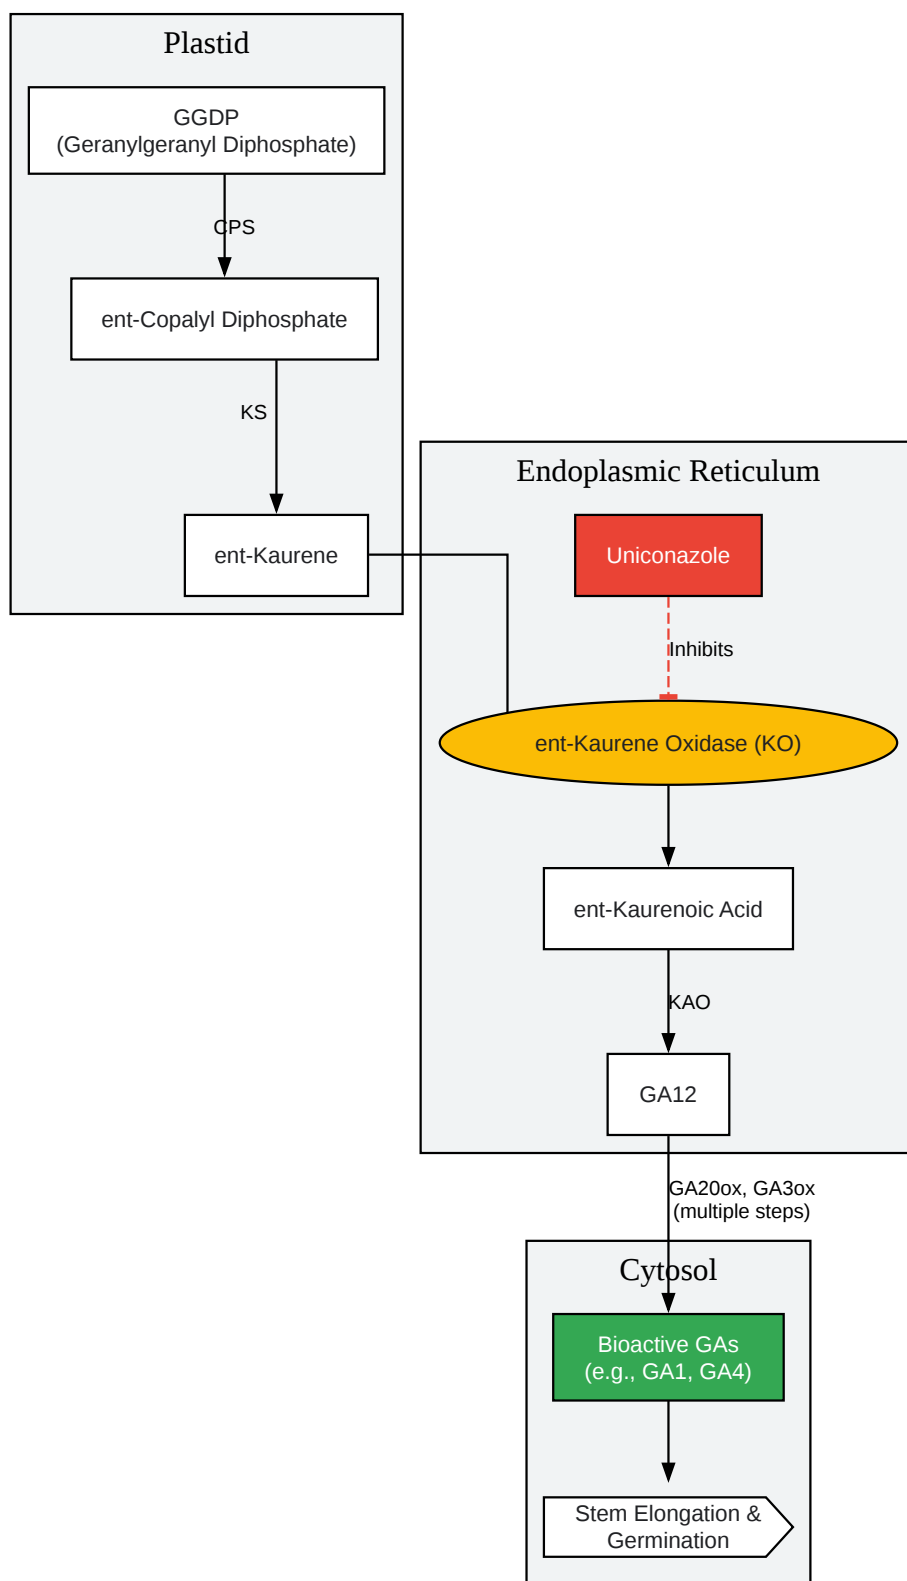 Plastid
GGDP
(Geranylgeranyl Diphosphate)
CPS
ent-Copalyl Diphosphate
KS
ent-Kaurene
Endoplasmic Reticulum
Uniconazole
Inhibits
ent-Kaurene Oxidase (KO)
ent-Kaurenoic Acid
KAO
GA12
GA20ox, GA3ox
(multiple steps)
Cytosol
Bioactive GAs
(e.g., GA1, GA4)
Stem Elongation &
Germination